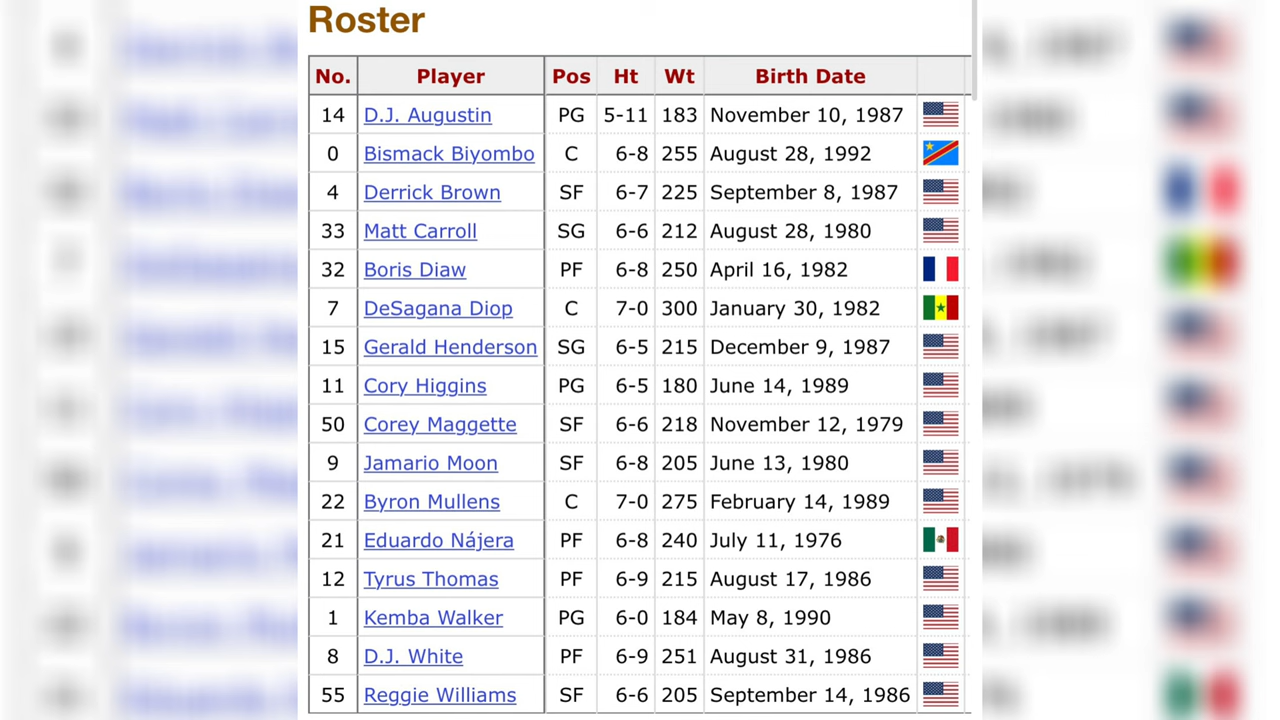 Roster
No. Player Pos Ht Wt Birth Date
14 D.J. Augustin PG 5-11 183 November 10, 1987
0 Bismack Biyombo C 6-8 255 August 28, 1992
4 Derrick Brown SF 6-7 225 September 8, 1987
33 Matt Carroll SG 6-6 212 August 28, 1980
32 Boris Diaw PF 6-8 250 April 16, 1982
7 DeSagana Diop C 7-0 300 January 30, 1982
15 Gerald Henderson SG 6-5 215 December 9, 1987
11 Cory Higgins PG 6-5 180 June 14, 1989
50 Corey Maggette SF 6-6 218 November 12, 1979
9 Jamario Moon SF 6-8 205 June 13, 1980
22 Byron Mullens C 7-0 275 February 14, 1989
21 Eduardo Nájera PF 6-8 240 July 11, 1976
12 Tyrus Thomas PF 6-9 215 August 17, 1986
1 Kemba Walker PG 6-0 184 May 8, 1990
8 D.J. White PF 6-9 251 August 31, 1986
55 Reggie Williams SF 6-6 205 September 14, 1986